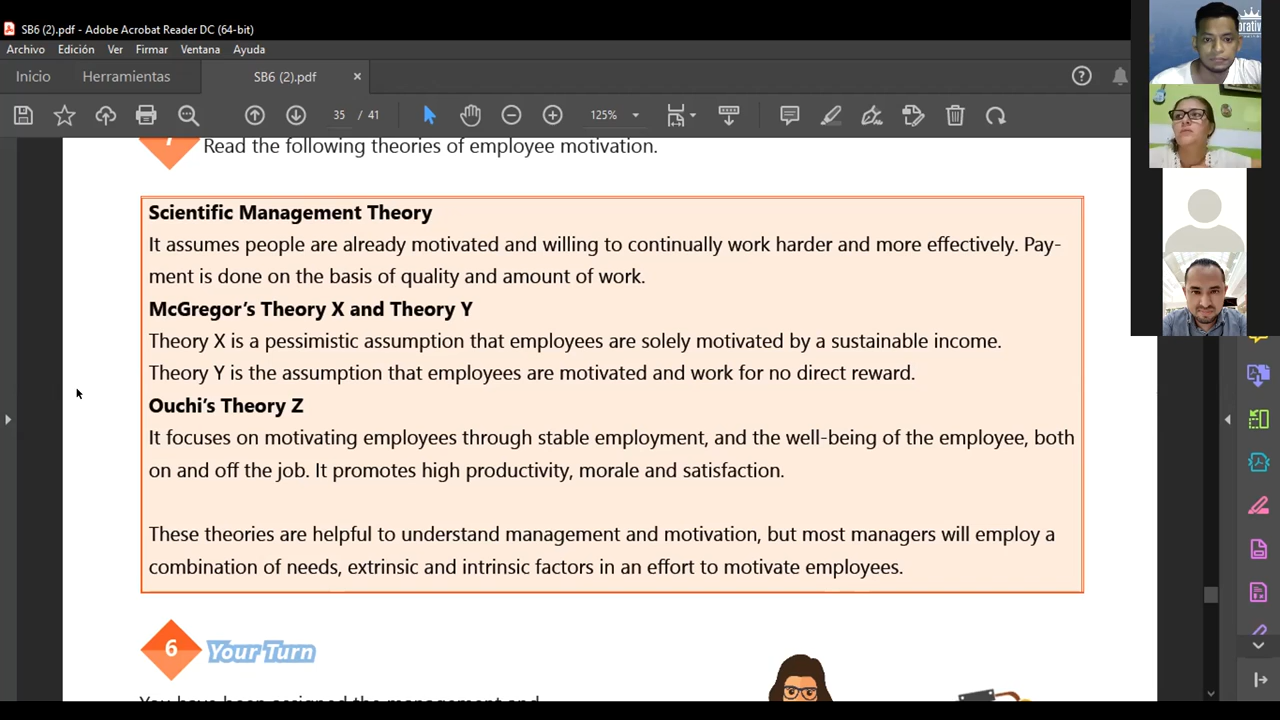 SB6 (2).pdf - Adobe Acrobat Reader DC (64-bit)
Archivo Edición Ver Firmar Ventana Ayuda
Inicio Herramientas SB6 (2).pdf ×
35 / 41 125%
Read the following theories of employee motivation.
Scientific Management Theory
It assumes people are already motivated and willing to continually work harder and more effectively. Pay-
ment is done on the basis of quality and amount of work.
McGregor's Theory X and Theory Y
Theory X is a pessimistic assumption that employees are solely motivated by a sustainable income.
Theory Y is the assumption that employees are motivated and work for no direct reward.
Ouchi's Theory Z
It focuses on motivating employees through stable employment, and the well-being of the employee, both
on and off the job. It promotes high productivity, morale and satisfaction.
These theories are helpful to understand management and motivation, but most managers will employ a
combination of needs, extrinsic and intrinsic factors in an effort to motivate employees.
6 Your Turn
You have been assigned the management and